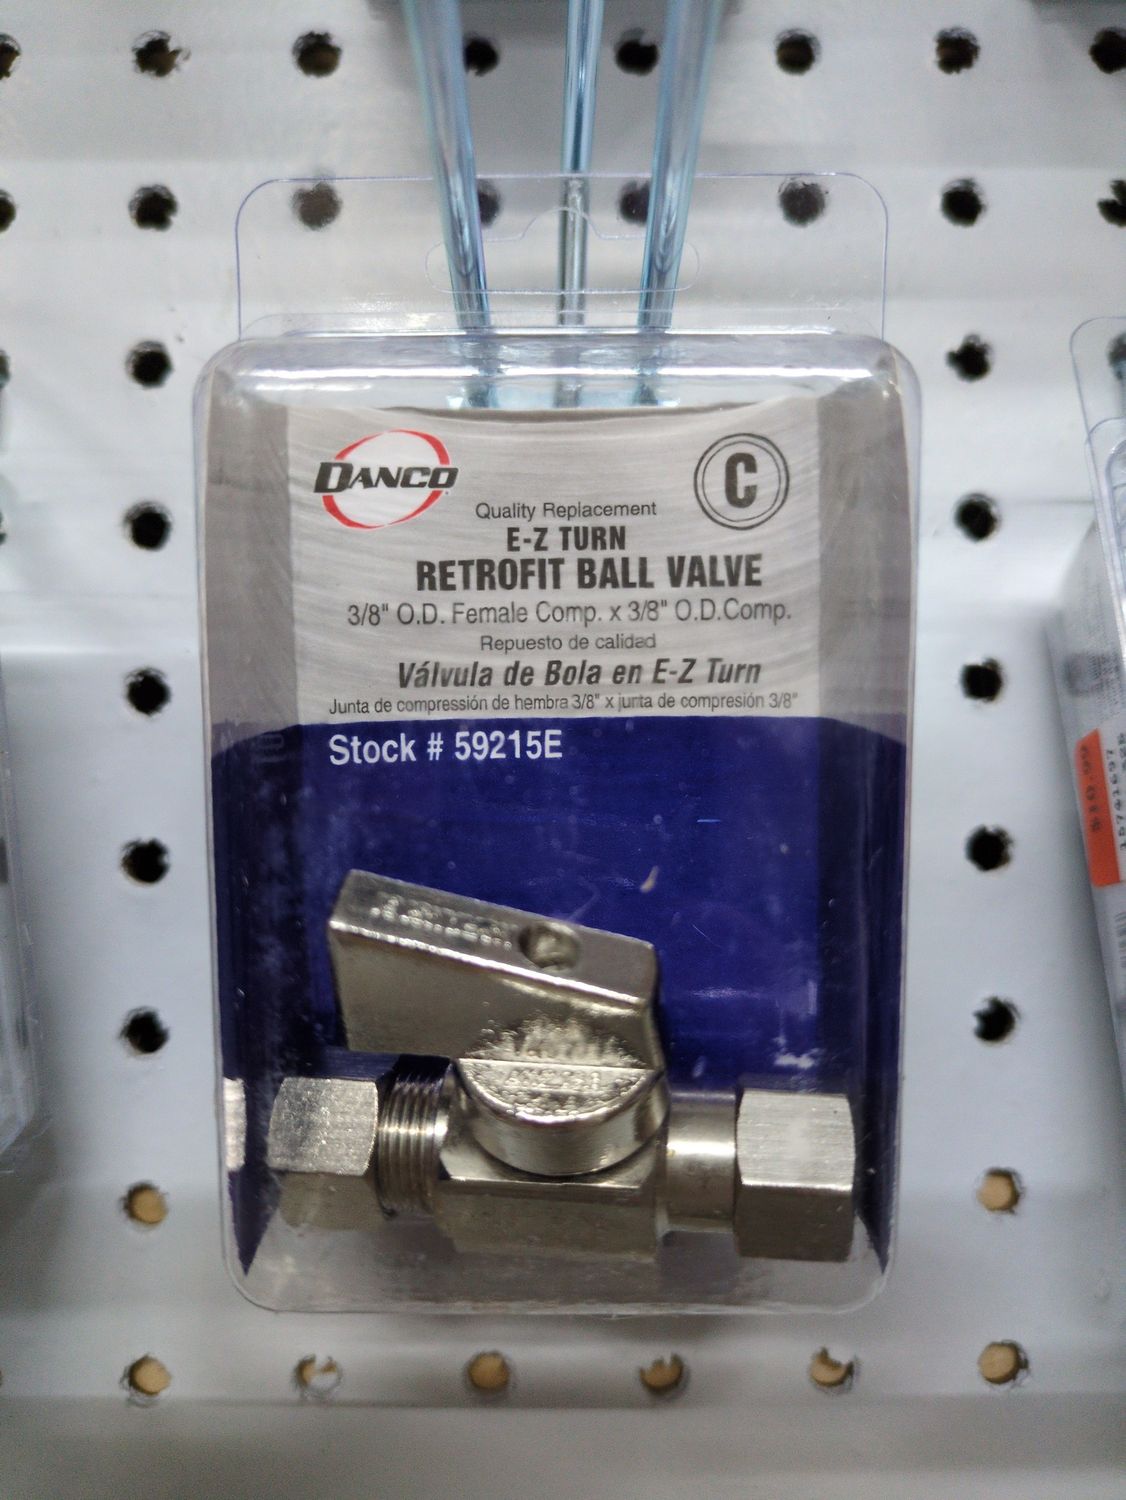 DANCO
C
Quality Replacement
E-Z TURN
RETROFIT BALL VALVE
3/8" O.D. Female Comp. x 3/8" O.D.Comp.
Repuesto de calidad
Válvula de Bola en E-Z Turn
Junta de compressión de hembra 3/8" x junta de compresión 3/8"
Stock # 59215E